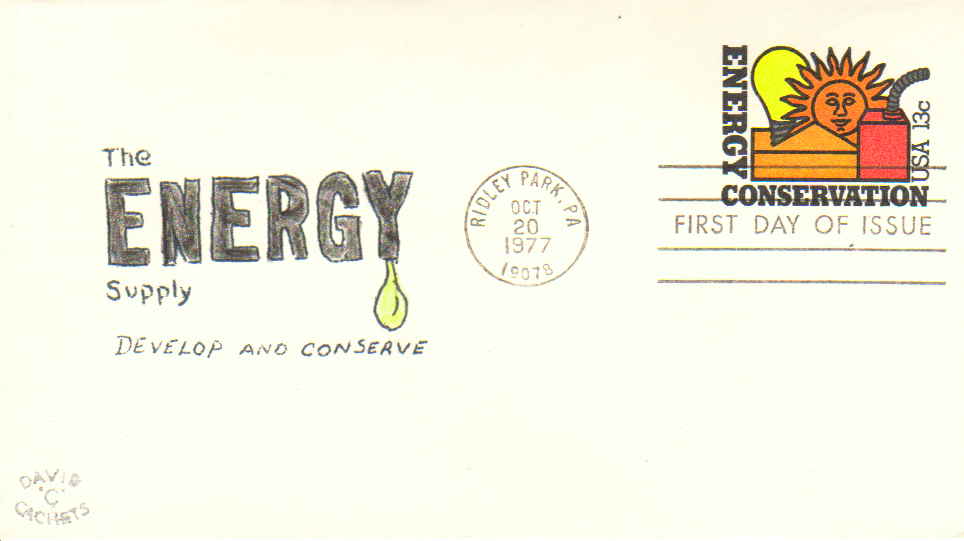 The
ENERGY
Supply
DEVELOP AND CONSERVE
RIDLEY PARK, PA
OCT
20
1977
19078
ENERGY
CONSERVATION
USA 13c
FIRST DAY OF ISSUE
DAVID
"C"
CACHETS